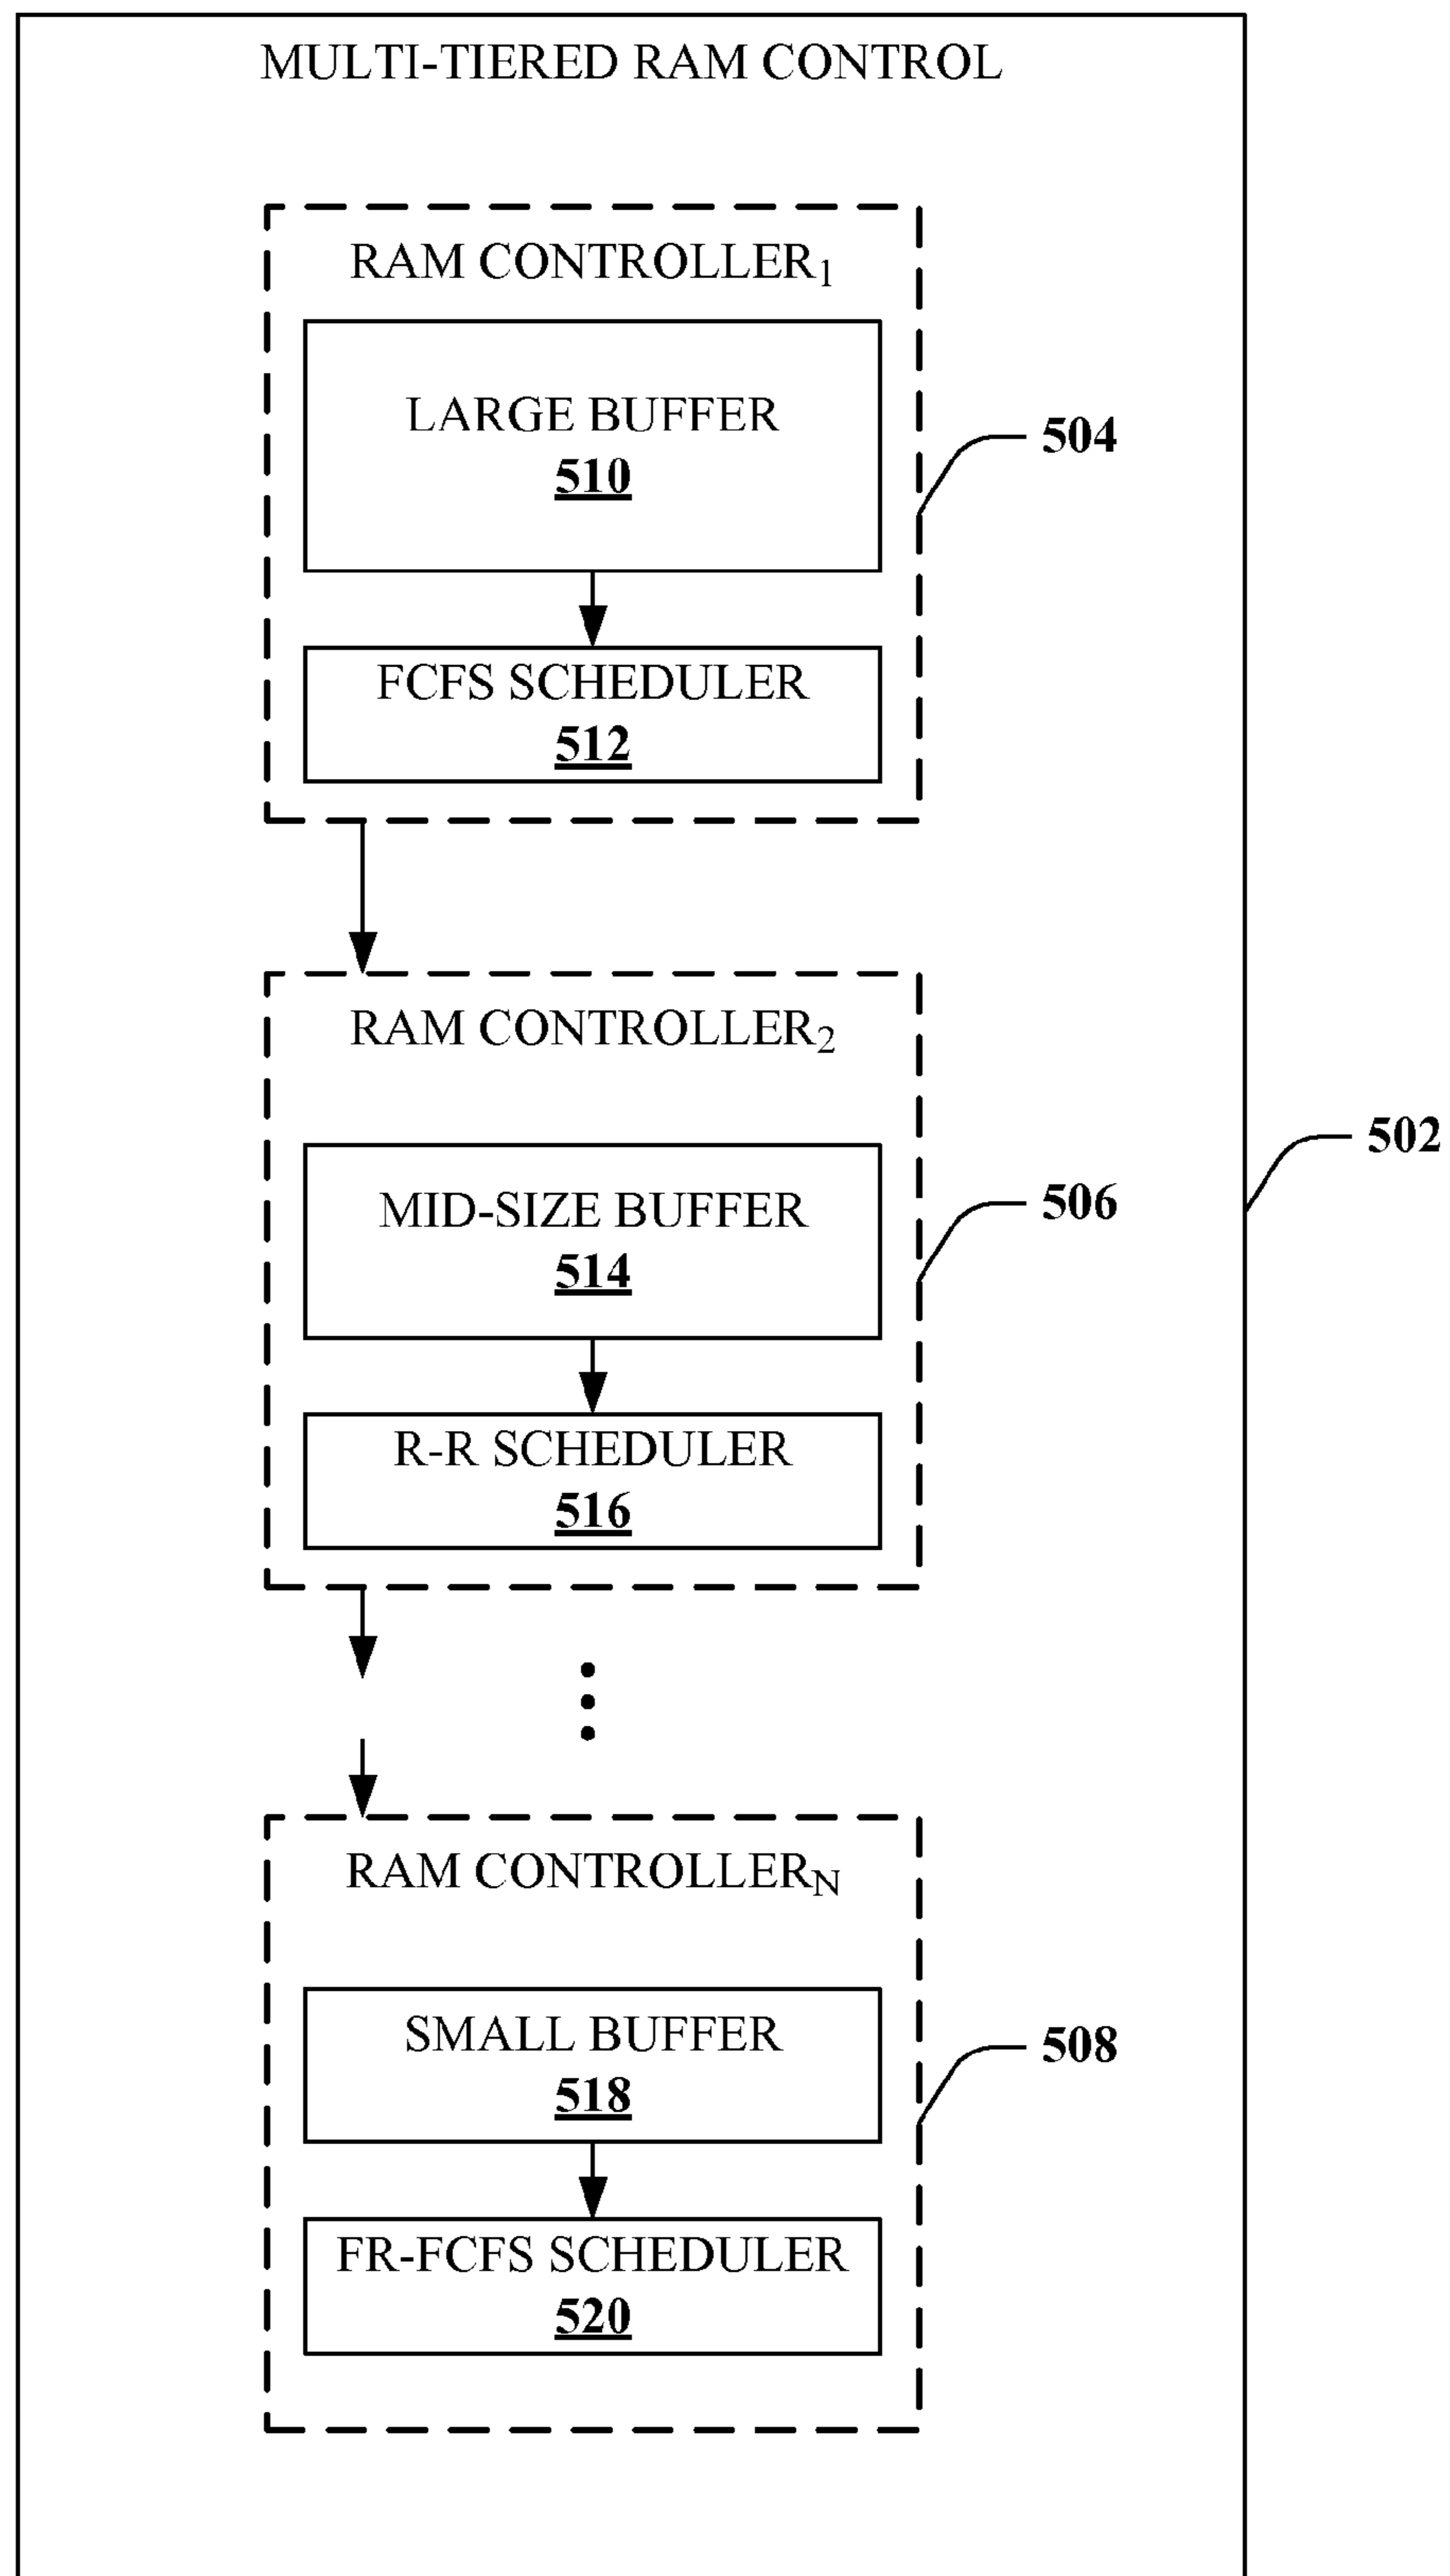 MULTI-TIERED RAM CONTROL
RAM CONTROLLER₁
LARGE BUFFER
510
504
FCFS SCHEDULER
512
RAM CONTROLLER₂
502
MID-SIZE BUFFER
514
506
R-R SCHEDULER
516
RAM CONTROLLER_N
SMALL BUFFER
518
508
FR-FCFS SCHEDULER
520